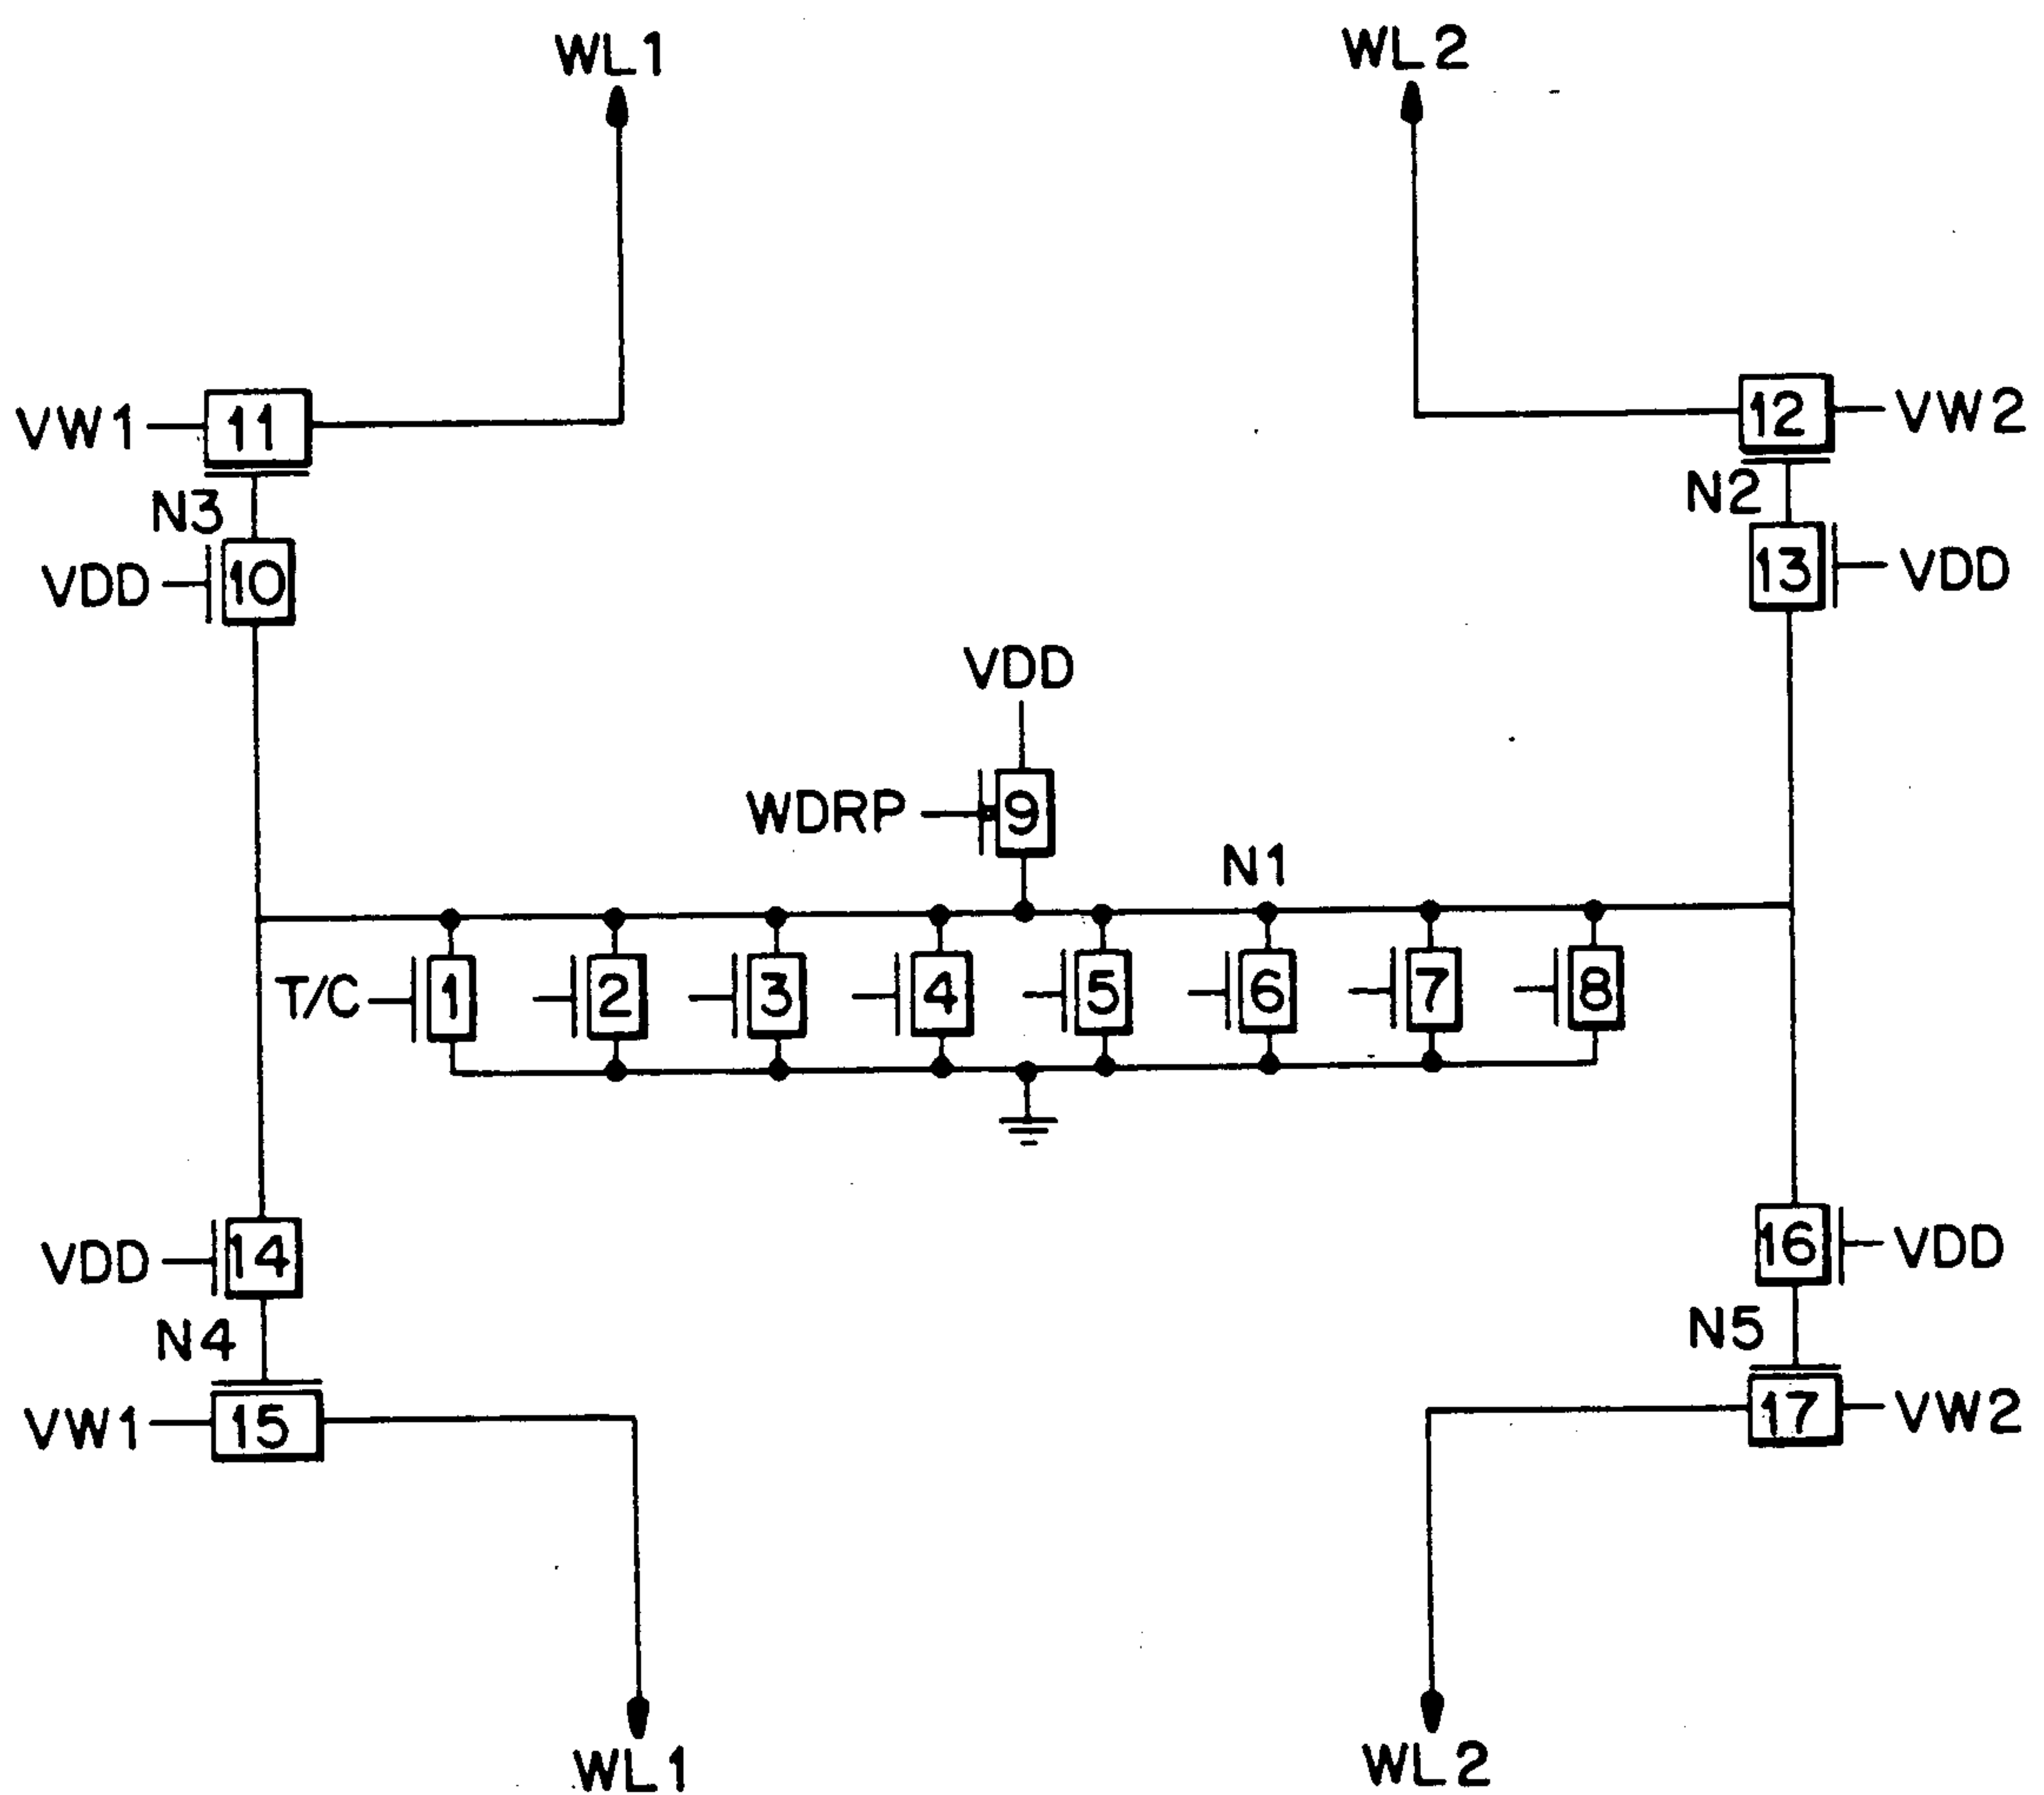 WL1 WL2
VW1 11 12 VW2
N3 N2
VDD 10 13 VDD
VDD
WDRP 9
N1
T/C 1 2 3 4 5 6 7 8
VDD 14 16 VDD
N4 N5
VW1 15 17 VW2
WL1 WL2